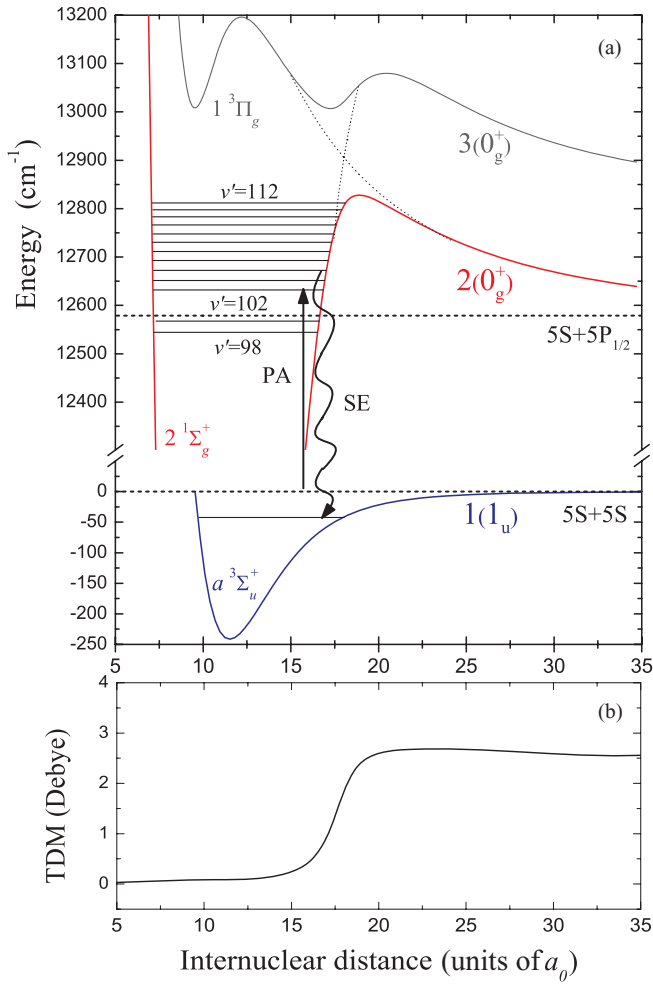 (a)
13200
13100
13000
12900
12800
12700
12600
12500
12400
0
-50
-100
-150
-200
-250
Energy (cm⁻¹)
1 ³Πg
3(0g⁺)
v'=112
2(0g⁺)
v'=102
5S+5P1/2
v'=98
PA
SE
2 ¹Σg⁺
1(1u)
5S+5S
a ³Σu⁺
5 10 15 20 25 30 35
(b)
4
3
2
1
0
TDM (Debye)
5 10 15 20 25 30 35
Internuclear distance (units of a0)